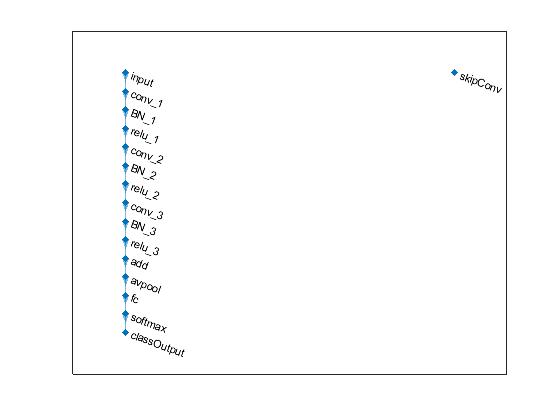 input
skipConv
conv_1
BN_1
relu_1
conv_2
BN_2
relu_2
conv_3
BN_3
relu_3
add
avpool
fc
softmax
classOutput